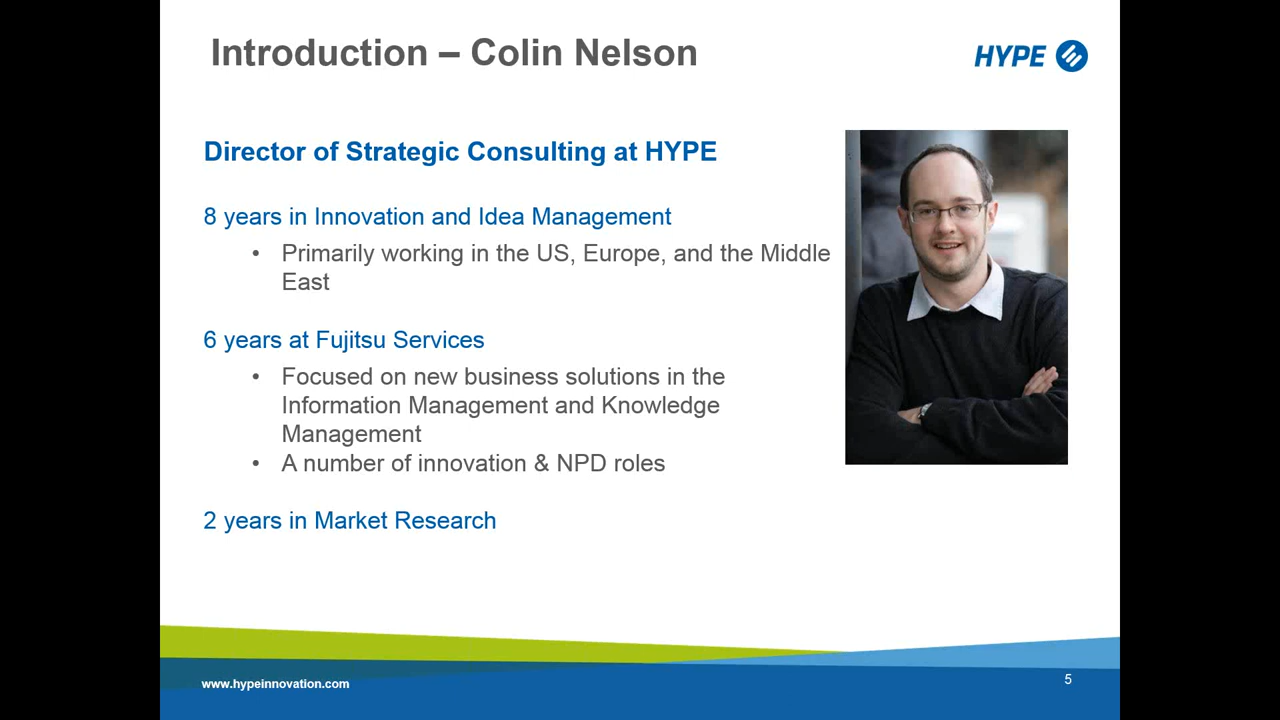 Introduction – Colin Nelson
HYPE
Director of Strategic Consulting at HYPE
8 years in Innovation and Idea Management
• Primarily working in the US, Europe, and the Middle
East
6 years at Fujitsu Services
• Focused on new business solutions in the
Information Management and Knowledge
Management
• A number of innovation & NPD roles
2 years in Market Research
www.hypeinnovation.com
5